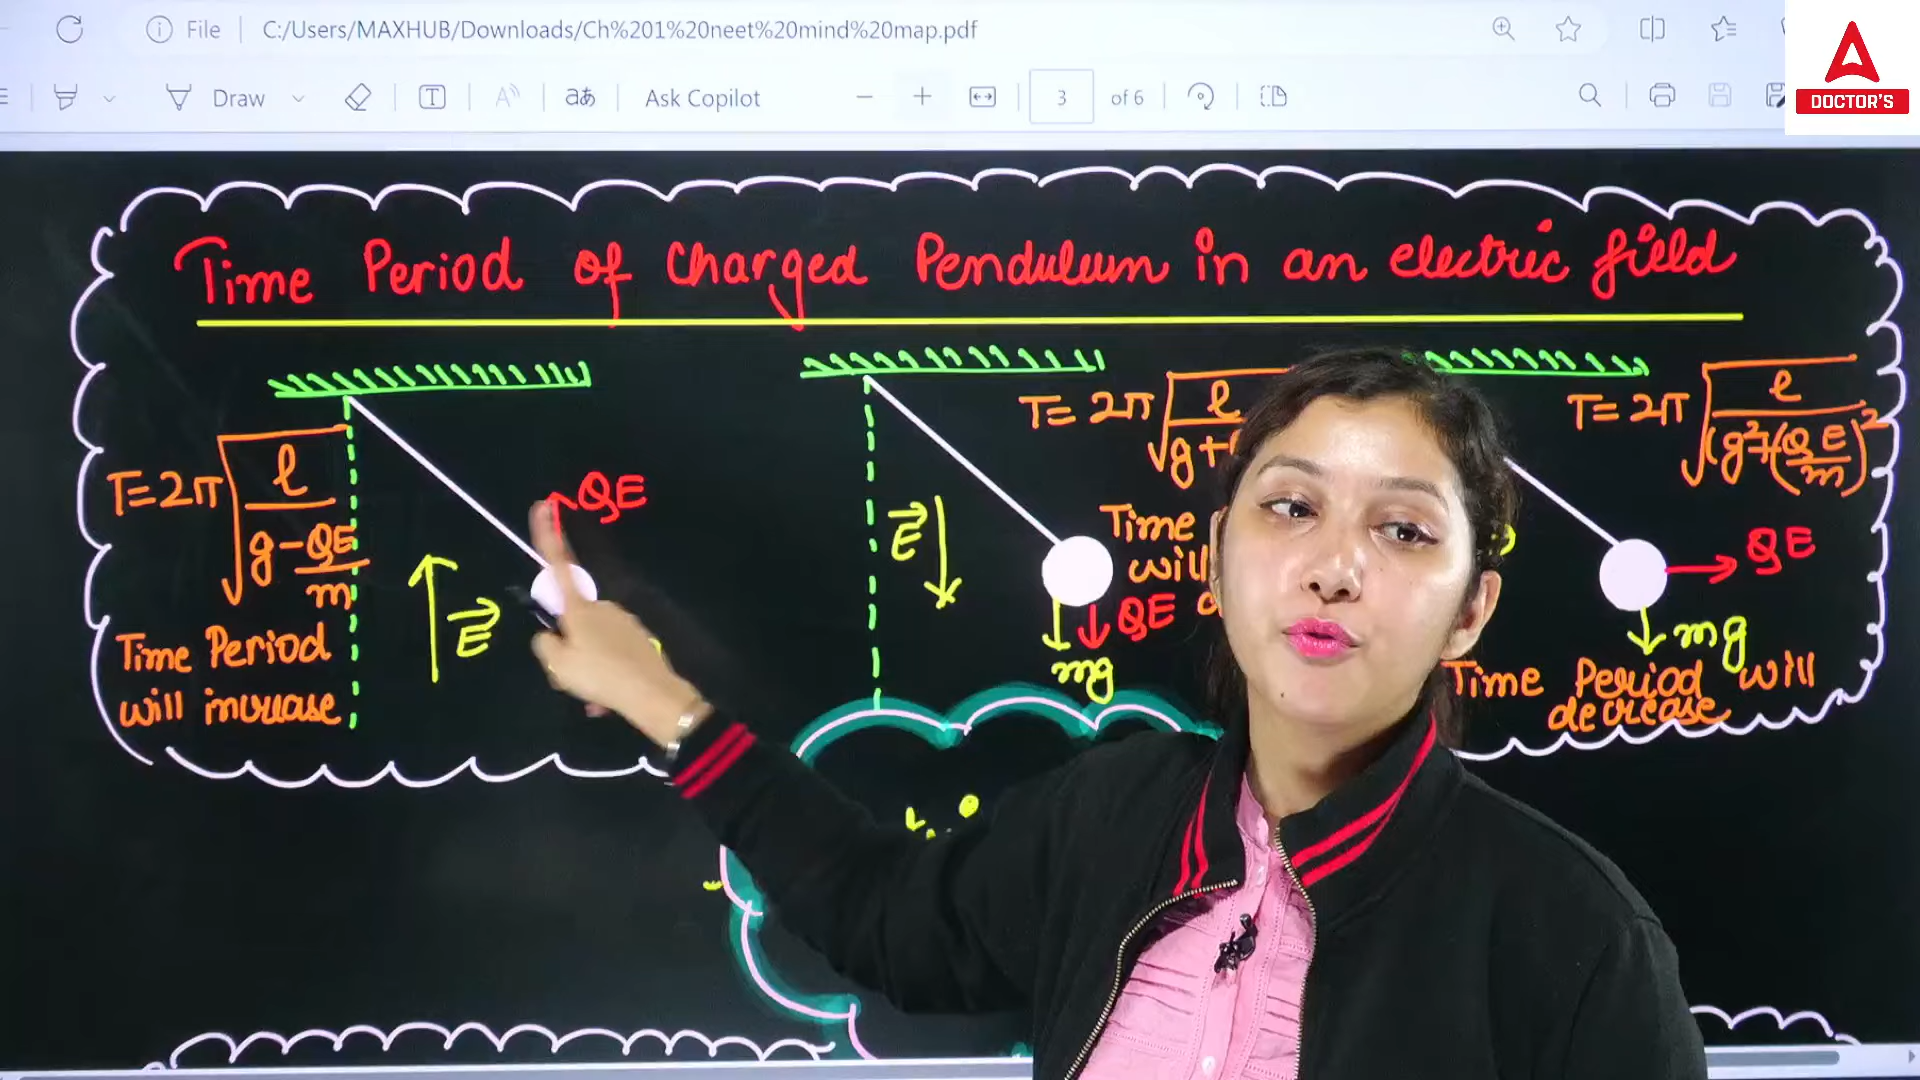 File
C:/Users/MAXHUB/Downloads/Ch%201%20neet%20mind%20map.pdf
Draw
T
A
aあ
Ask Copilot
3 of 6
DOCTOR'S
Time Period of Charged Pendulum in an electric field
T=2π√(l/(g-QE/m))
Time Period
will increase
E
QE
T=2π√(l/(g+
Time
will
d
E
QE
mg
T=2π√(l/(g²+(QE/m)²
QE
mg
Time Period will
decrease